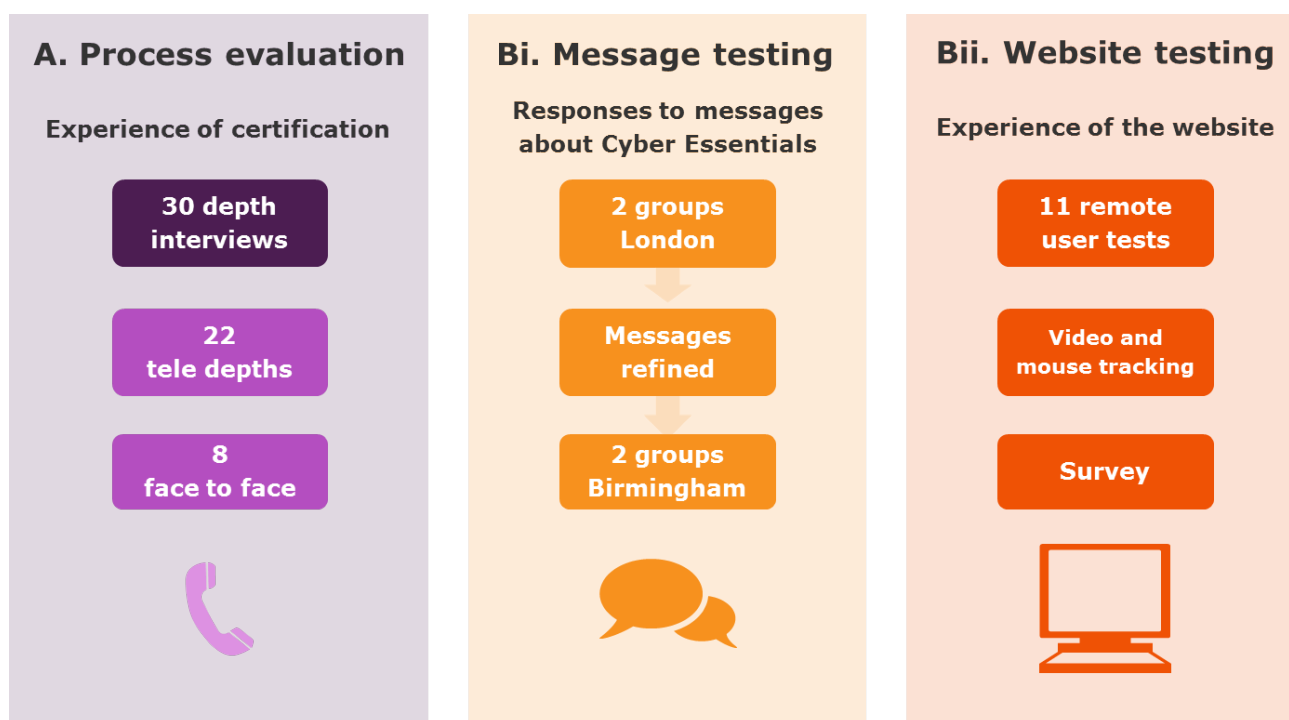 A. Process evaluation
Experience of certification
30 depth
interviews
22
tele depths
8
face to face
Bi. Message testing
Responses to messages
about Cyber Essentials
2 groups
London
Messages
refined
2 groups
Birmingham
Bii. Website testing
Experience of the website
11 remote
user tests
Video and
mouse tracking
Survey